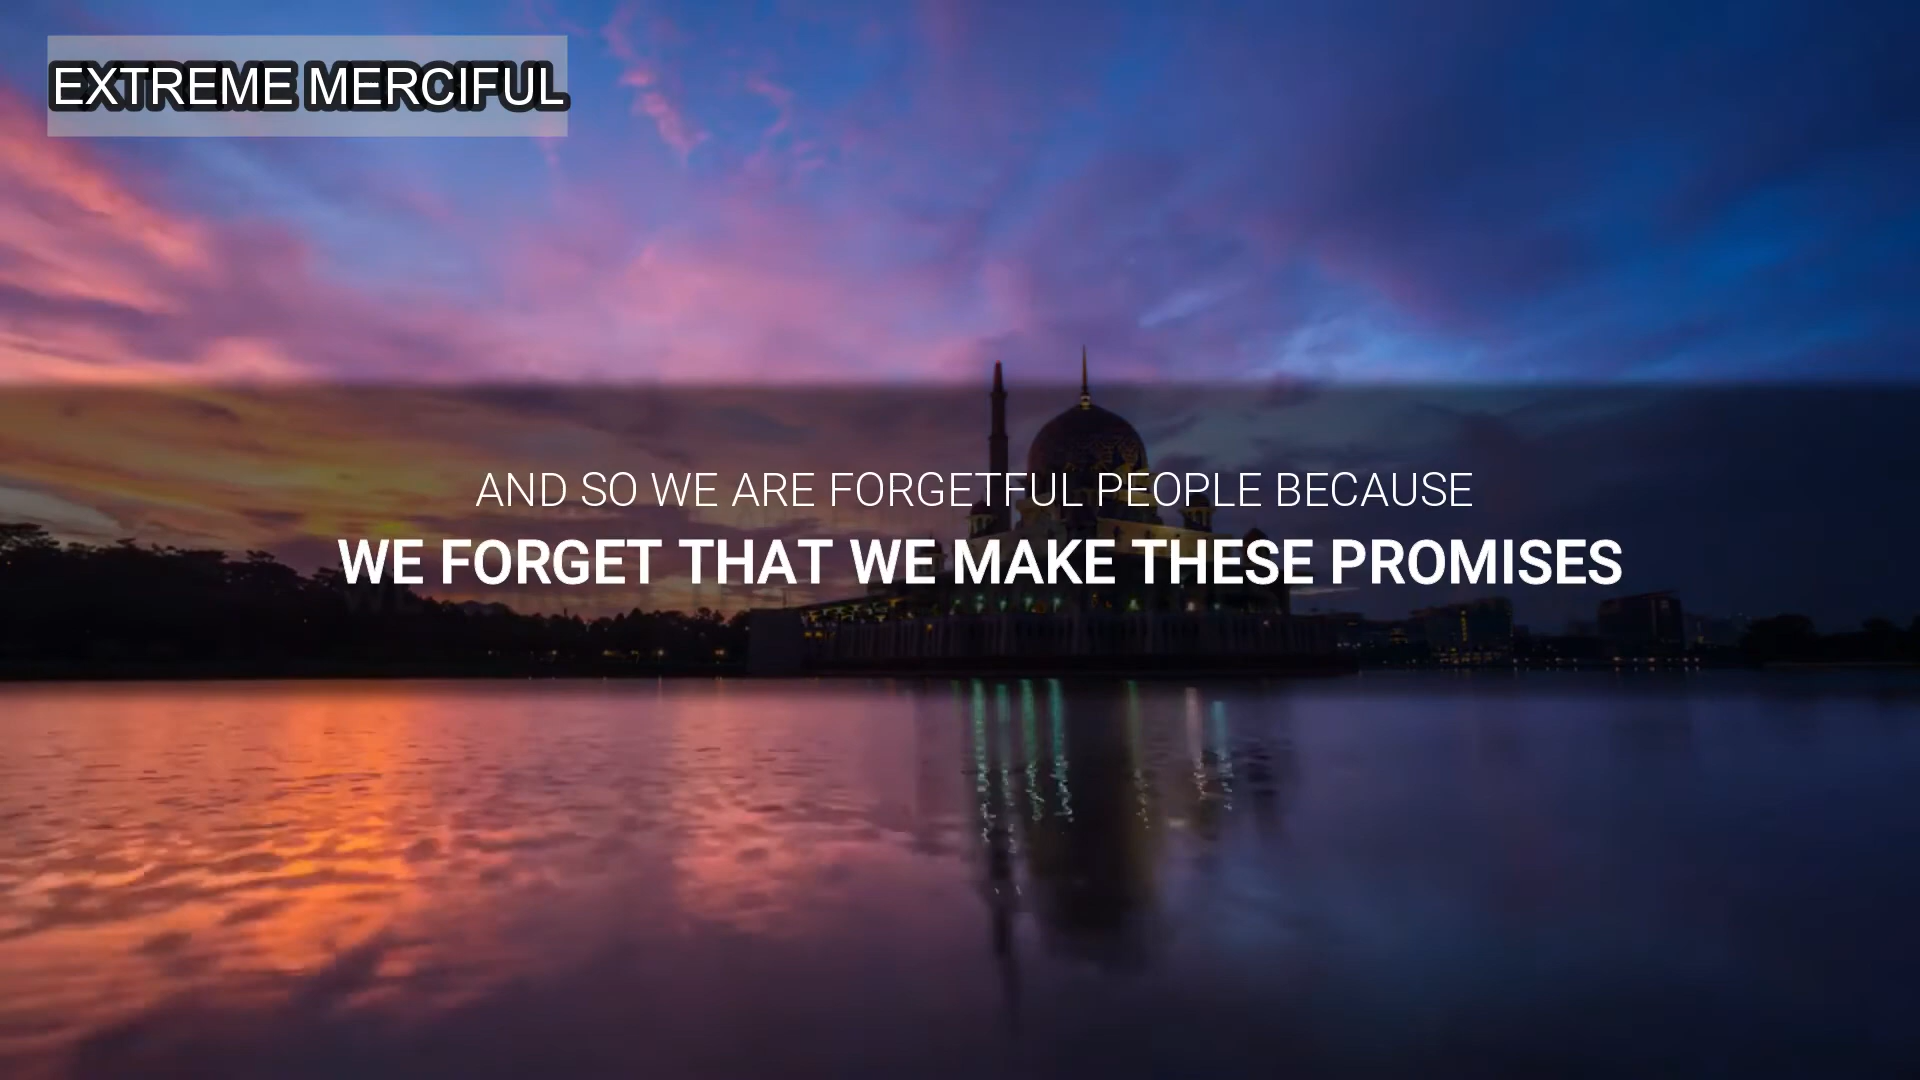 EXTREME MERCIFUL
AND SO WE ARE FORGETFUL PEOPLE BECAUSE
WE FORGET THAT WE MAKE THESE PROMISES